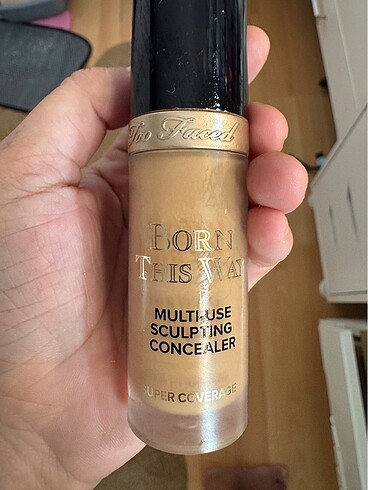 Too Faced
BORN
THIS WAY
MULTI-USE
SCULPTING
CONCEALER
SUPER COVERAGE